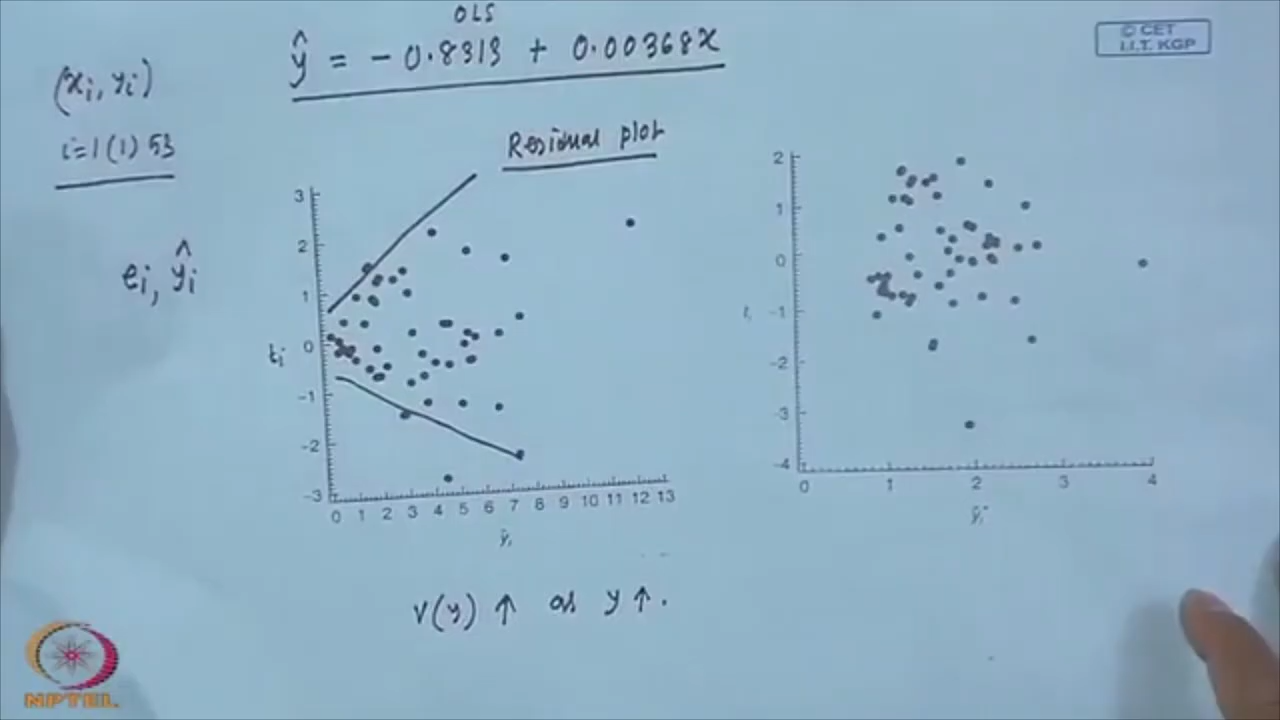 OLS
ŷ = - 0.8313 + 0.00368x
© CET
I.I.T. KGP
(xi, yi)
i=1(1) 53
Residual plot
ei, ŷi
3
2
1
0
-1
-2
-3
ti
0 1 2 3 4 5 6 7 8 9 10 11 12 13
ŷi
2
1
0
-1
-2
-3
-4
0 1 2 3 4
ŷi*
V(y) ↑ as y ↑.
NPTEL